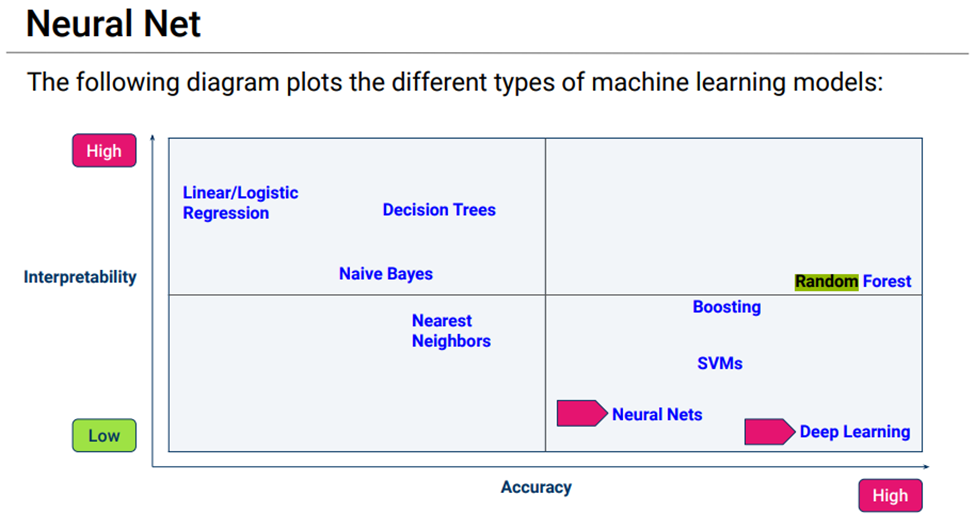 Neural Net
The following diagram plots the different types of machine learning models:
High
Linear/Logistic
Regression
Decision Trees
Interpretability
Naive Bayes
Random Forest
Boosting
Nearest
Neighbors
SVMs
Neural Nets
Low
Deep Learning
Accuracy
High